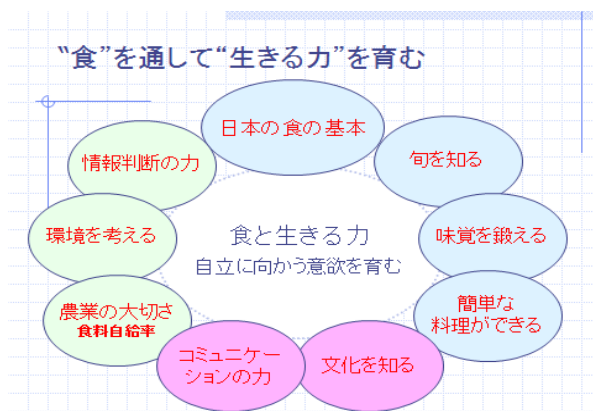 “食”を通して“生きる力”を育む
日本の食の基本
旬を知る
味覚を鍛える
簡単な
料理ができる
文化を知る
コミュニケー
ションの力
農業の大切さ
食料自給率
環境を考える
情報判断の力
食と生きる力
自立に向かう意欲を育む